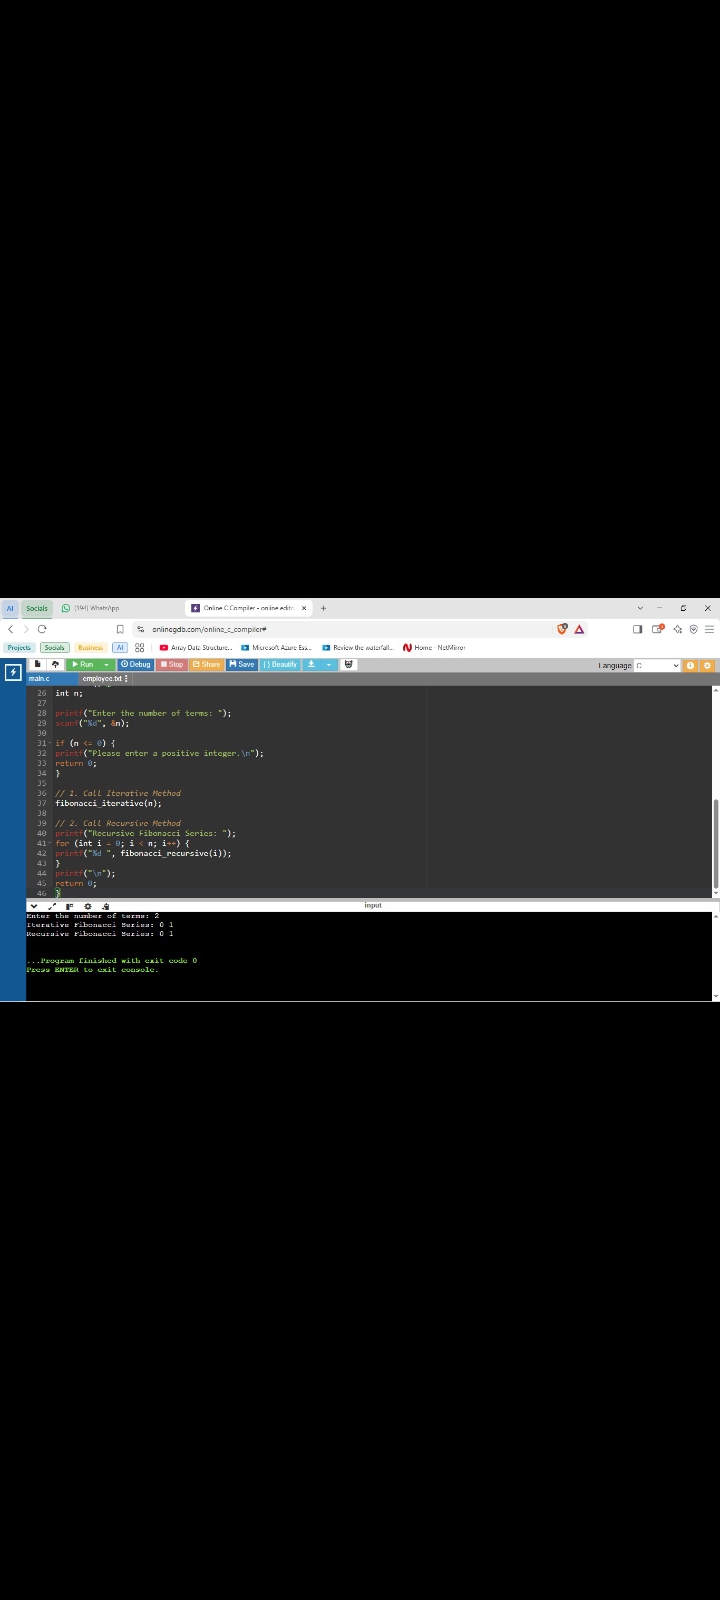 AI Socials (194) WhatsApp Online C Compiler - online edito
onlinegdb.com/online_c_compiler#
Projects Socials Business AI Array Data Structure... Microsoft Azure Ess... Review the waterfall... Home - NetMirror
Run Debug Stop Share Save { } Beautify Language C
main.c employee.txt
26 int n;
27
28 printf("Enter the number of terms: ");
29 scanf("%d", &n);
30
31 if (n <= 0) {
32 printf("Please enter a positive integer.\n");
33 return 0;
34 }
35
36 // 1. Call Iterative Method
37 fibonacci_iterative(n);
38
39 // 2. Call Recursive Method
40 printf("Recursive Fibonacci Series: ");
41 for (int i = 0; i < n; i++) {
42 printf("%d ", fibonacci_recursive(i));
43 }
44 printf("\n");
45 return 0;
46 }
input
Enter the number of terms: 2
Iterative Fibonacci Series: 0 1
Recursive Fibonacci Series: 0 1
...Program finished with exit code 0
Press ENTER to exit console.